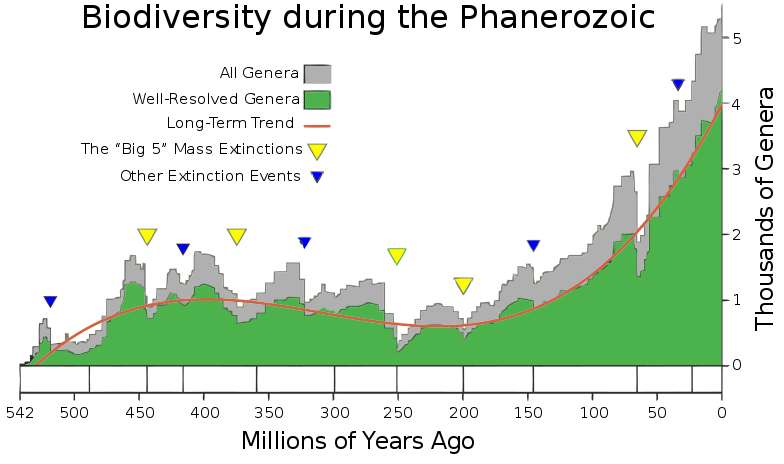 Biodiversity during the Phanerozoic
All Genera
Well-Resolved Genera
Long-Term Trend
The “Big 5” Mass Extinctions
Other Extinction Events
5
4
3
2
1
0
Thousands of Genera
542 500 450 400 350 300 250 200 150 100 50 0
Millions of Years Ago